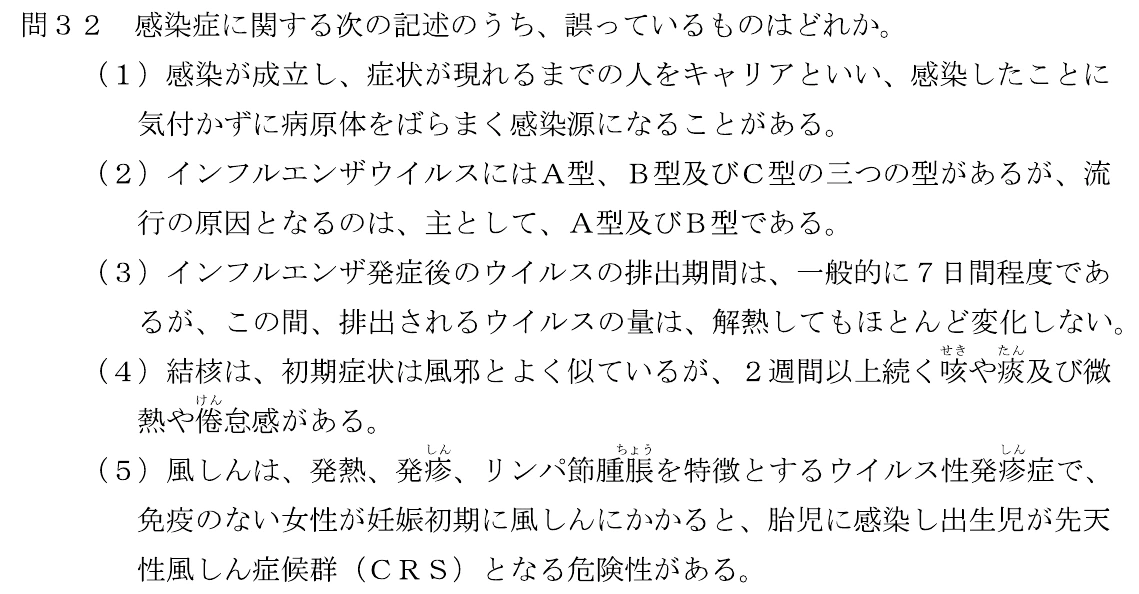 問３２　感染症に関する次の記述のうち、誤っているものはどれか。
（１）感染が成立し、症状が現れるまでの人をキャリアといい、感染したことに
気付かずに病原体をばらまく感染源になることがある。
（２）インフルエンザウイルスにはＡ型、Ｂ型及びＣ型の三つの型があるが、流
行の原因となるのは、主として、Ａ型及びＢ型である。
（３）インフルエンザ発症後のウイルスの排出期間は、一般的に７日間程度であ
るが、この間、排出されるウイルスの量は、解熱してもほとんど変化しない。
せき　たん
（４）結核は、初期症状は風邪とよく似ているが、２週間以上続く咳や痰及び微
けん
熱や倦怠感がある。
しん　ちょう　しん
（５）風しんは、発熱、発疹、リンパ節腫脹を特徴とするウイルス性発疹症で、
免疫のない女性が妊娠初期に風しんにかかると、胎児に感染し出生児が先天
性風しん症候群（ＣＲＳ）となる危険性がある。